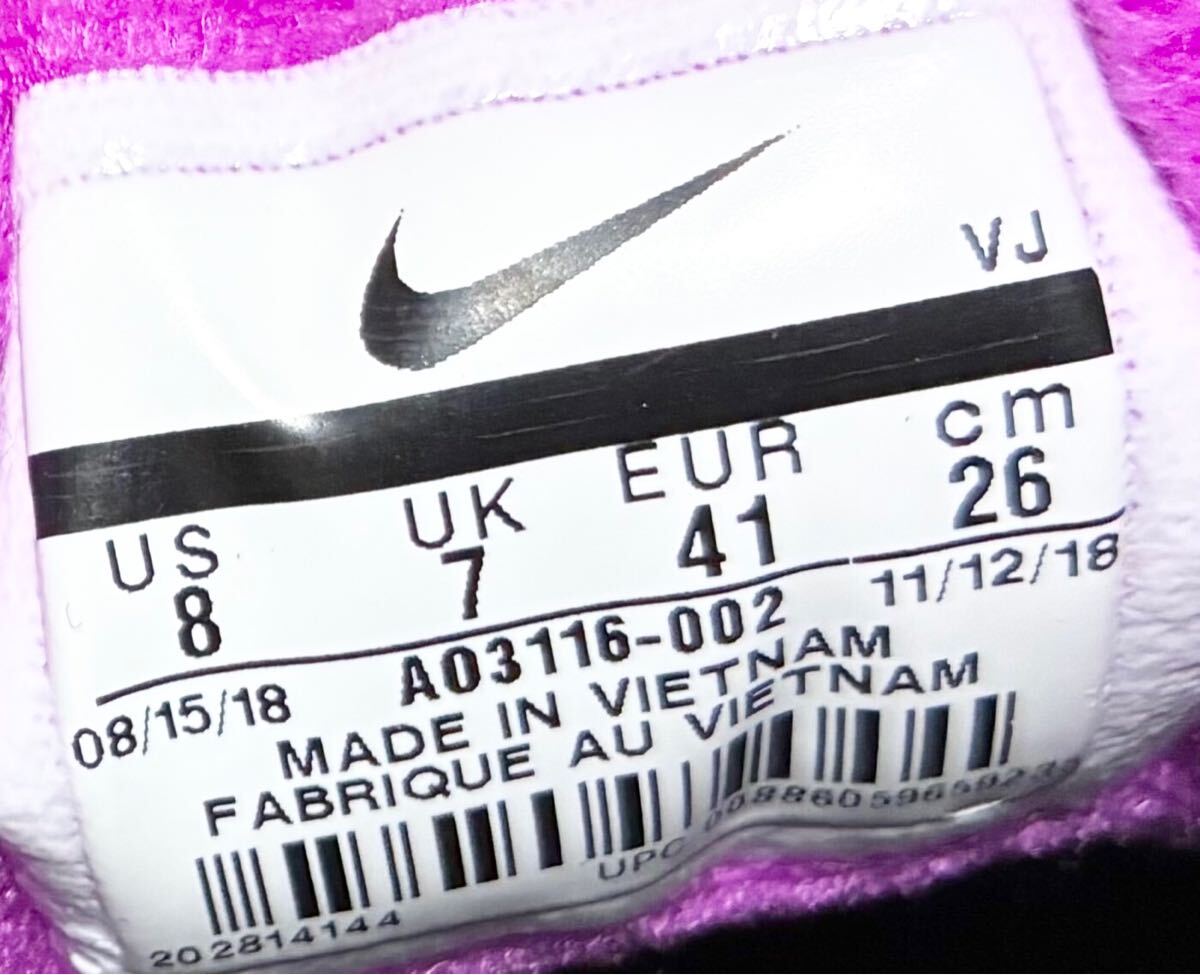 VJ
US UK EUR cm
8 7 41 26
08/15/18 A03116-002 11/12/18
MADE IN VIETNAM
FABRIQUE AU VIETNAM
UPC
202814144